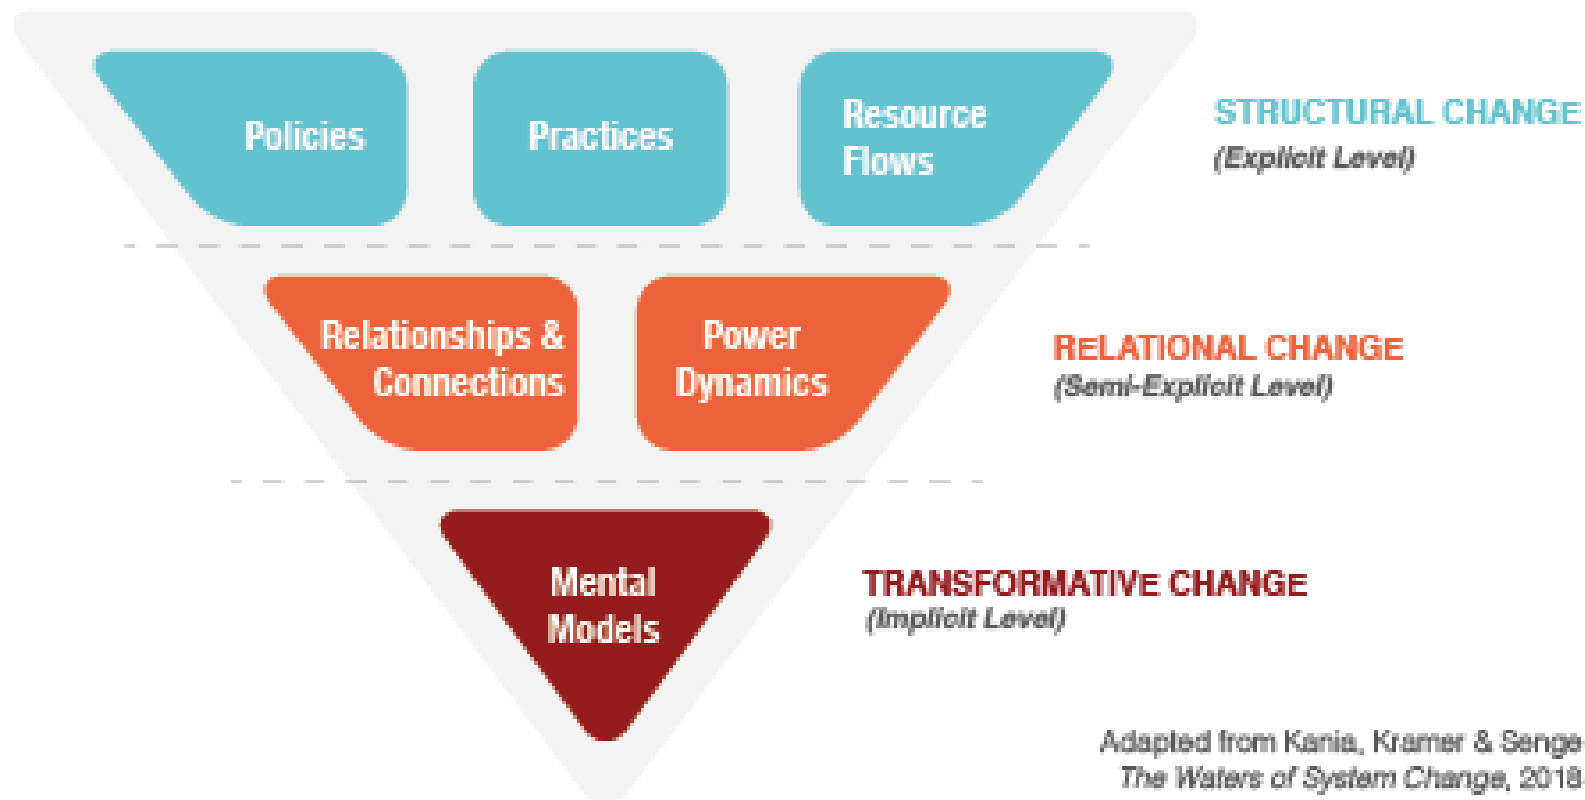 Policies
Practices
Resource
Flows
STRUCTURAL CHANGE
(Explicit Level)
Relationships &
Connections
Power
Dynamics
RELATIONAL CHANGE
(Semi-Explicit Level)
Mental
Models
TRANSFORMATIVE CHANGE
(Implicit Level)
Adapted from Kania, Kramer & Senge
The Waters of System Change, 2018